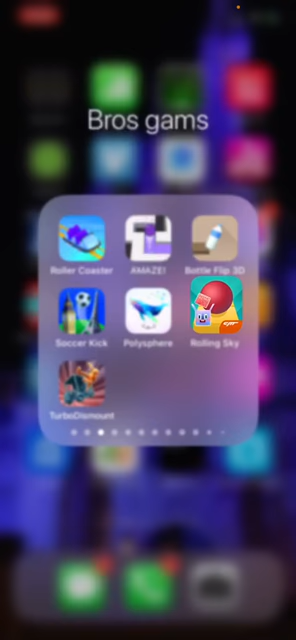 Bros gams
Roller Coaster
AMAZE!
Bottle Flip 3D
Soccer Kick
Polysphere
Rolling Sky
TurboDismount